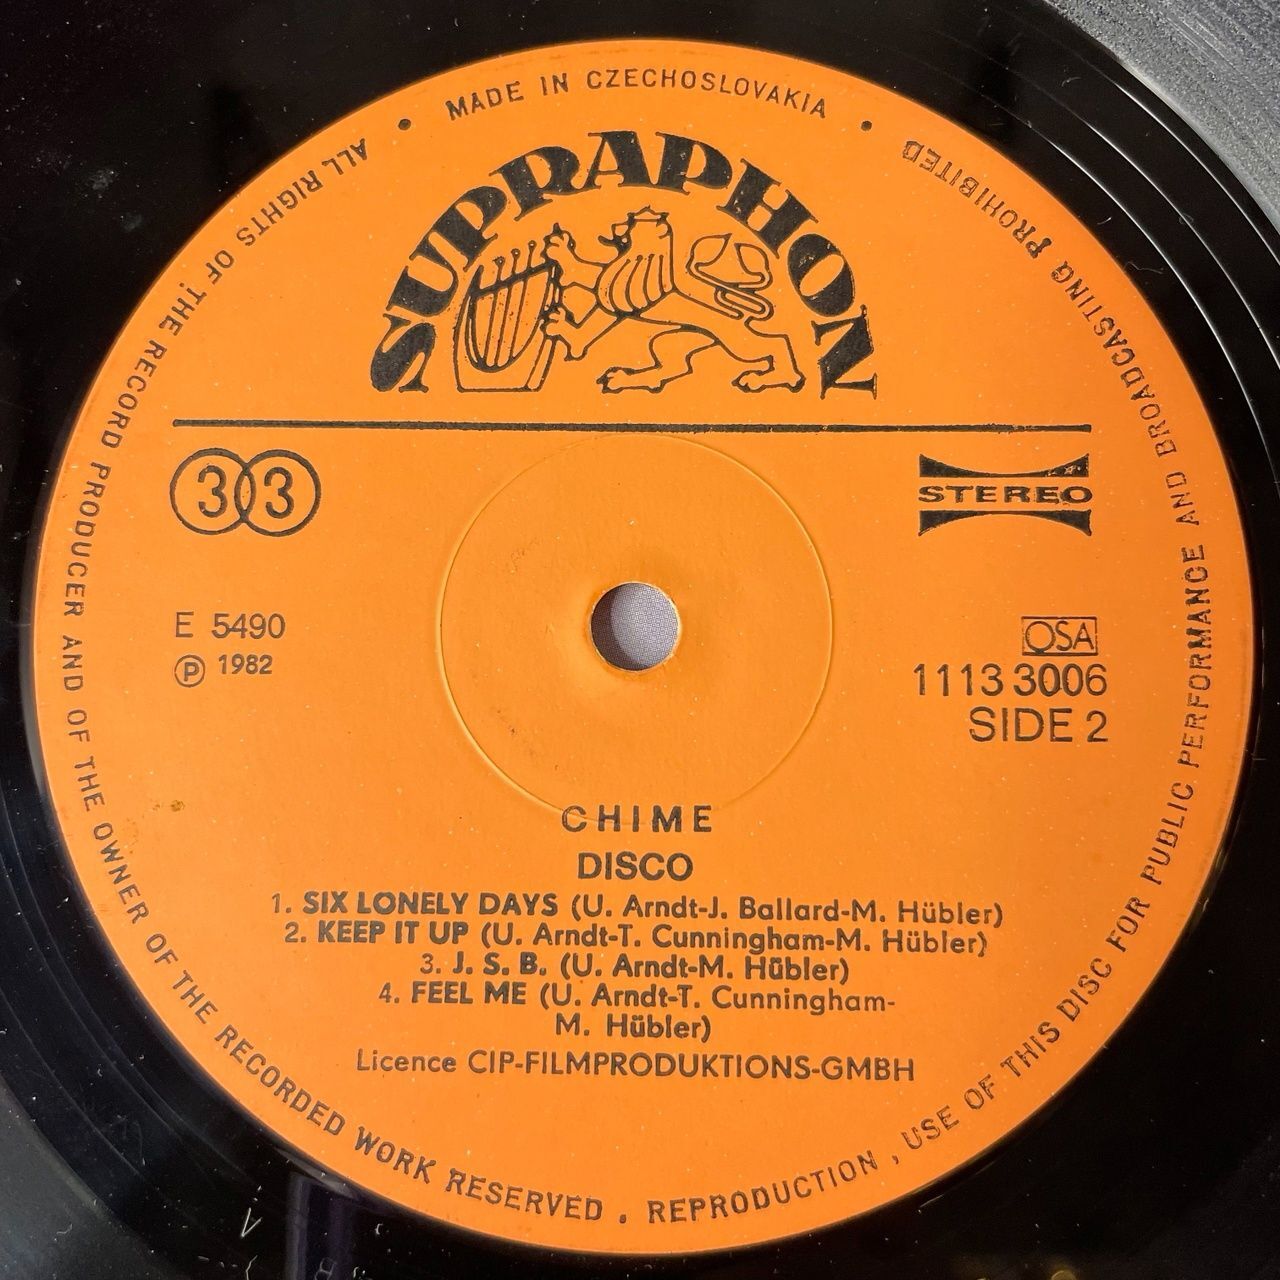 MADE IN CZECHOSLOVAKIA
ALL RIGHTS OF THE RECORD PRODUCER AND OF THE OWNER OF THE RECORDED WORK RESERVED . REPRODUCTION , USE OF THIS DISC FOR PUBLIC PERFORMANCE AND BROADCASTING PROHIBITED
SUPRAPHON
33
STEREO
E 5490
℗ 1982
OSA
1113 3006
SIDE 2
CHIME
DISCO
1. SIX LONELY DAYS (U. Arndt-J. Ballard-M. Hübler)
2. KEEP IT UP (U. Arndt-T. Cunningham-M. Hübler)
3. J. S. B. (U. Arndt-M. Hübler)
4. FEEL ME (U. Arndt-T. Cunningham-
M. Hübler)
Licence CIP-FILMPRODUKTIONS-GMBH